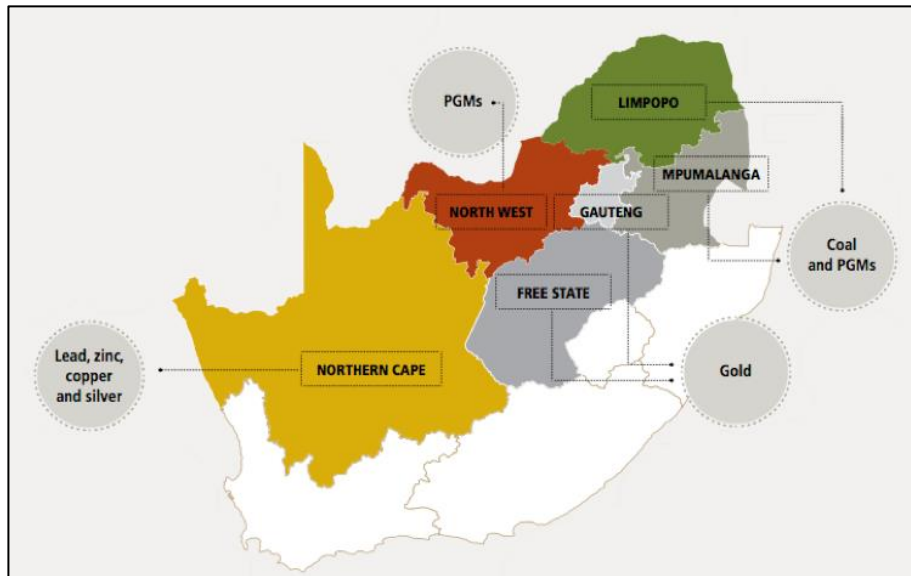 PGMs
LIMPOPO
MPUMALANGA
NORTH WEST
GAUTENG
Coal
and PGMs
FREE STATE
Lead, zinc,
copper
and silver
NORTHERN CAPE
Gold